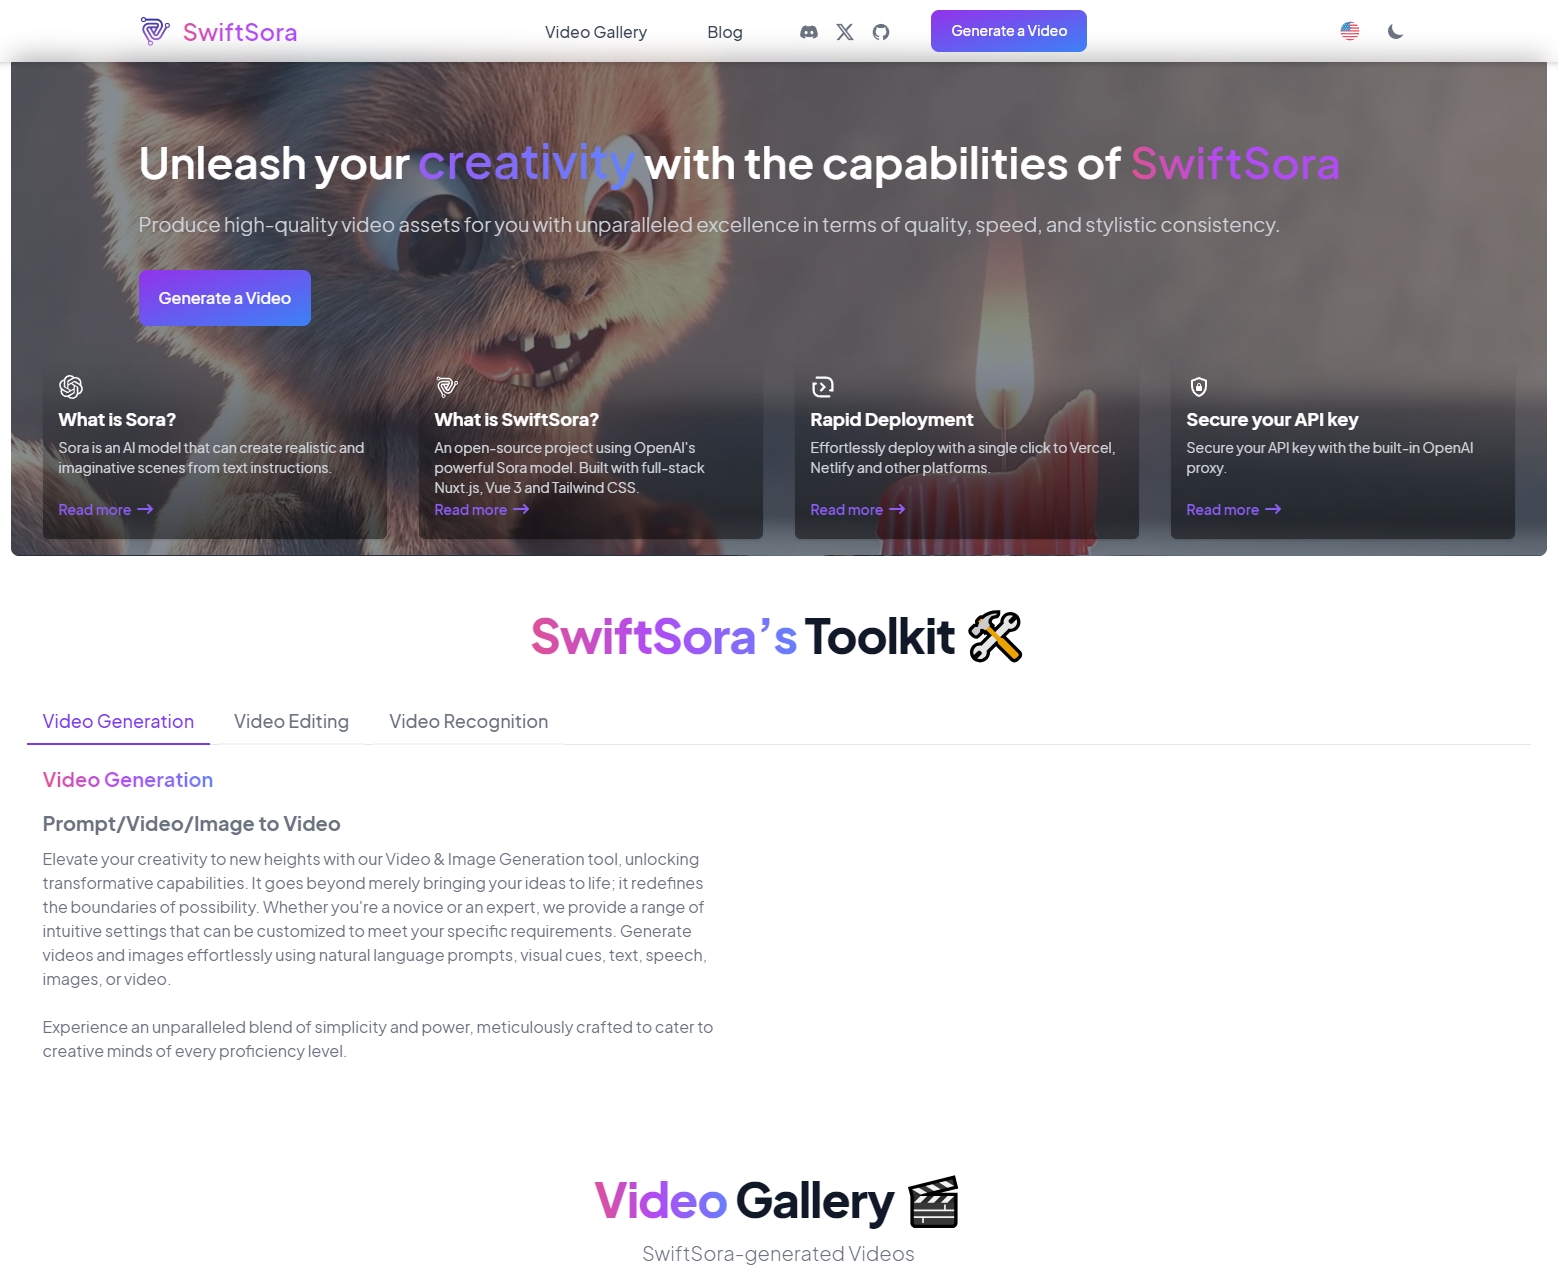 SwiftSora
Video Gallery
Blog
Generate a Video
Unleash your creativity with the capabilities of SwiftSora
Produce high-quality video assets for you with unparalleled excellence in terms of quality, speed, and stylistic consistency.
Generate a Video
What is Sora?
Sora is an AI model that can create realistic and
imaginative scenes from text instructions.
Read more
What is SwiftSora?
An open-source project using OpenAI's
powerful Sora model. Built with full-stack
Nuxt.js, Vue 3 and Tailwind CSS.
Read more
Rapid Deployment
Effortlessly deploy with a single click to Vercel,
Netlify and other platforms.
Read more
Secure your API key
Secure your API key with the built-in OpenAI
proxy.
Read more
SwiftSora’s Toolkit
Video Generation
Video Editing
Video Recognition
Video Generation
Prompt/Video/Image to Video
Elevate your creativity to new heights with our Video & Image Generation tool, unlocking
transformative capabilities. It goes beyond merely bringing your ideas to life; it redefines
the boundaries of possibility. Whether you're a novice or an expert, we provide a range of
intuitive settings that can be customized to meet your specific requirements. Generate
videos and images effortlessly using natural language prompts, visual cues, text, speech,
images, or video.
Experience an unparalleled blend of simplicity and power, meticulously crafted to cater to
creative minds of every proficiency level.
Video Gallery
SwiftSora-generated Videos